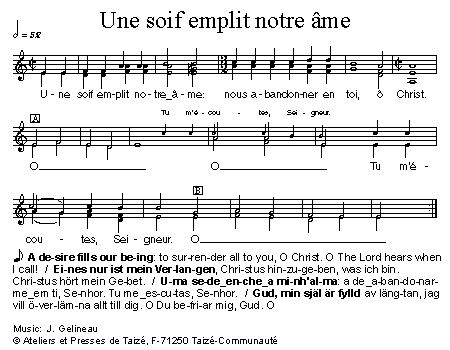 Une soif emplit notre âme
= 52
U - ne soif em-plit no-tre_â-me: nous a-bandon-ner en toi, ô Christ.
A
Tu m'é-cou - tes, Sei-gneur.
O O Tu m'é -
B
cou - tes, Sei - gneur. O
A de-sire fills our be-ing: to sur-ren-der all to you, O Christ. O The Lord hears when
I call! / Ei-nes nur ist mein Ver-lan-gen, Chri-stus hin-zu-ge-ben, was ich bin.
Chri-stus hört mein Ge-bet. / U-ma se-de_en-che_a mi-nh'al-ma: a de_a-ban-do-nar-
me_em ti, Se-nhor. Tu me_es-cu-tas, Se-nhor. / Gud, min själ är fylld av läng-tan, jag
vill ö-ver-läm-na allt till dig. O Du be-fri-ar mig, Gud. O
Music: J. Gelineau
© Ateliers et Presses de Taizé, F-71250 Taizé-Communauté